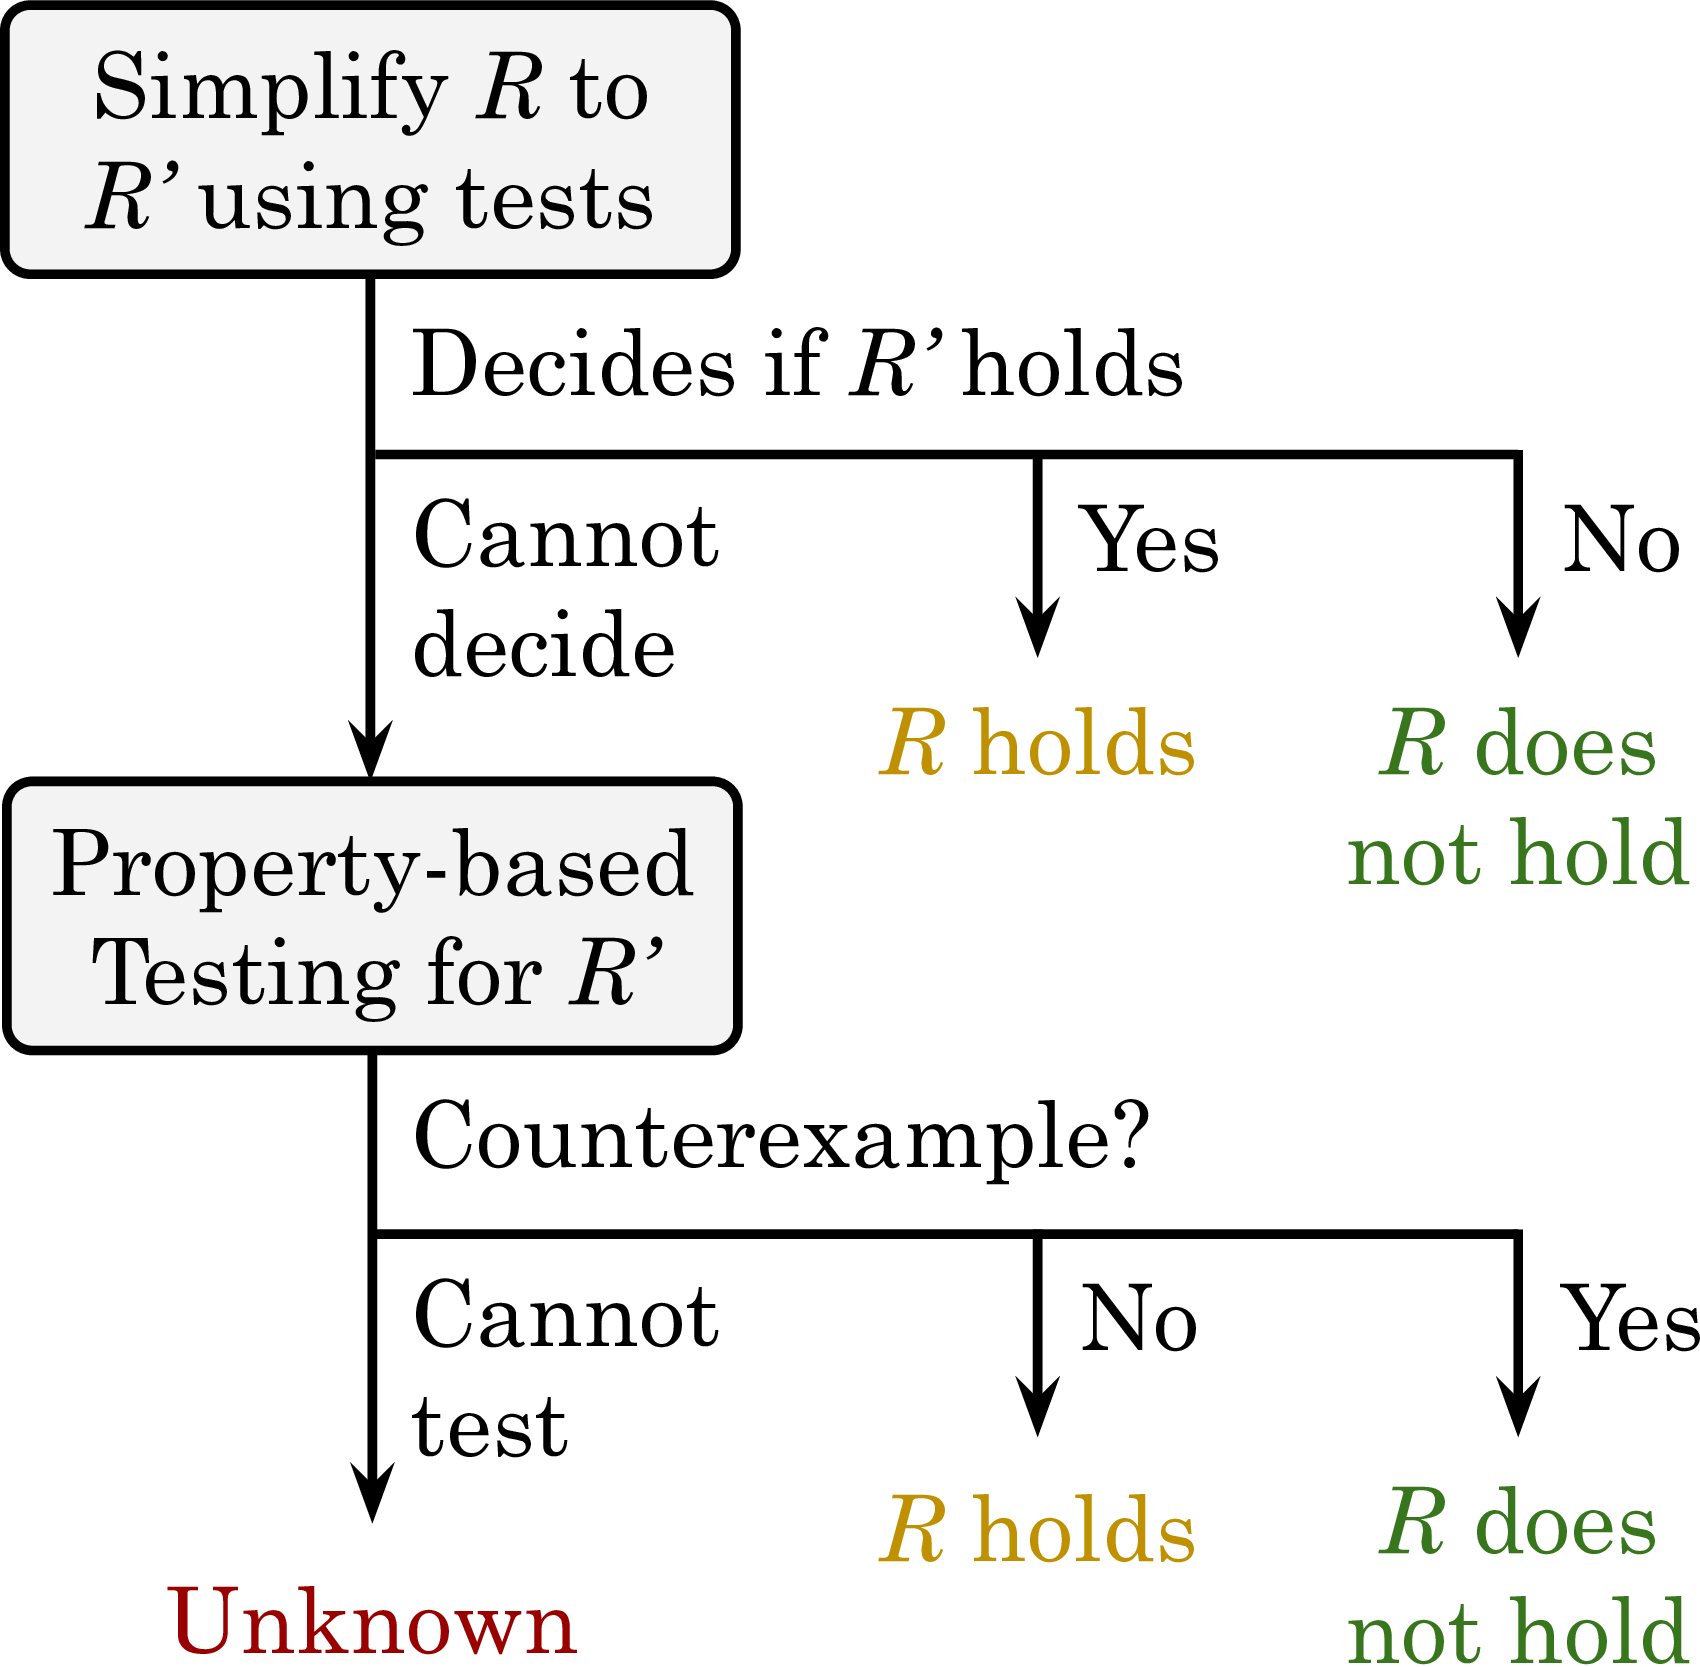 Simplify R to
R’ using tests
Decides if R’ holds
Cannot
decide
Yes
No
R holds
R does
not hold
Property-based
Testing for R’
Counterexample?
Cannot
test
No
Yes
R holds
R does
not hold
Unknown